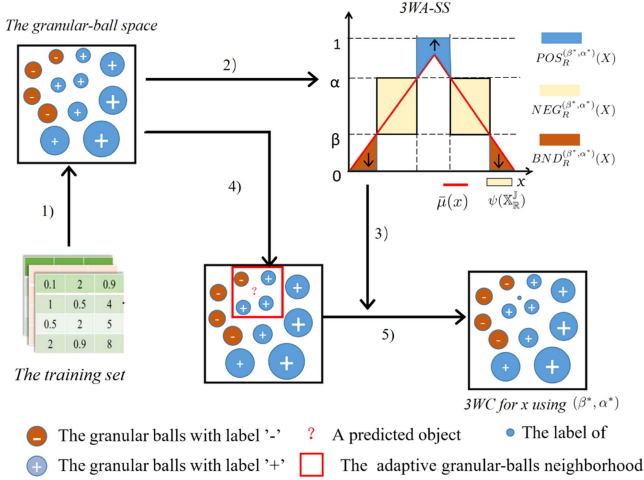 The granular-ball space
3WA-SS
2)
1
α
β
0
x
μ̄(x)
ψ(𝕏_ℝ^𝕁)
POS_R^(β*,α*)(X)
NEG_R^(β*,α*)(X)
BND_R^(β*,α*)(X)
1)
4)
3)
5)
?
0.1 2 0.9
1 0.5 4
0.5 2 5
2 0.9 8
The training set
3WC for x using (β*, α*)
The granular balls with label '-'
? A predicted object
The label of
The granular balls with label '+'
The adaptive granular-balls neighborhood